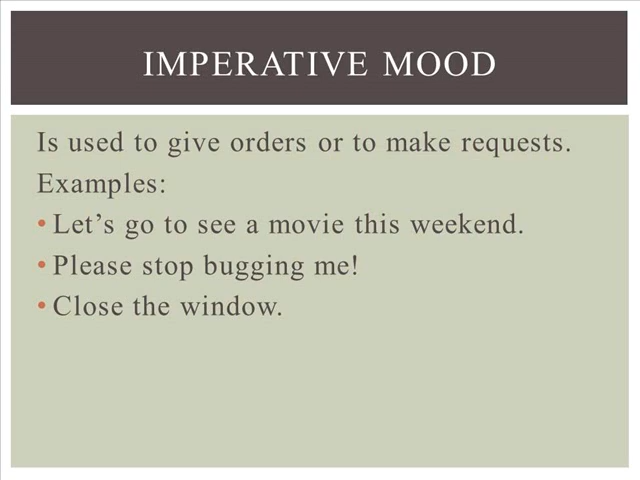 IMPERATIVE MOOD
Is used to give orders or to make requests.
Examples:
• Let’s go to see a movie this weekend.
• Please stop bugging me!
• Close the window.